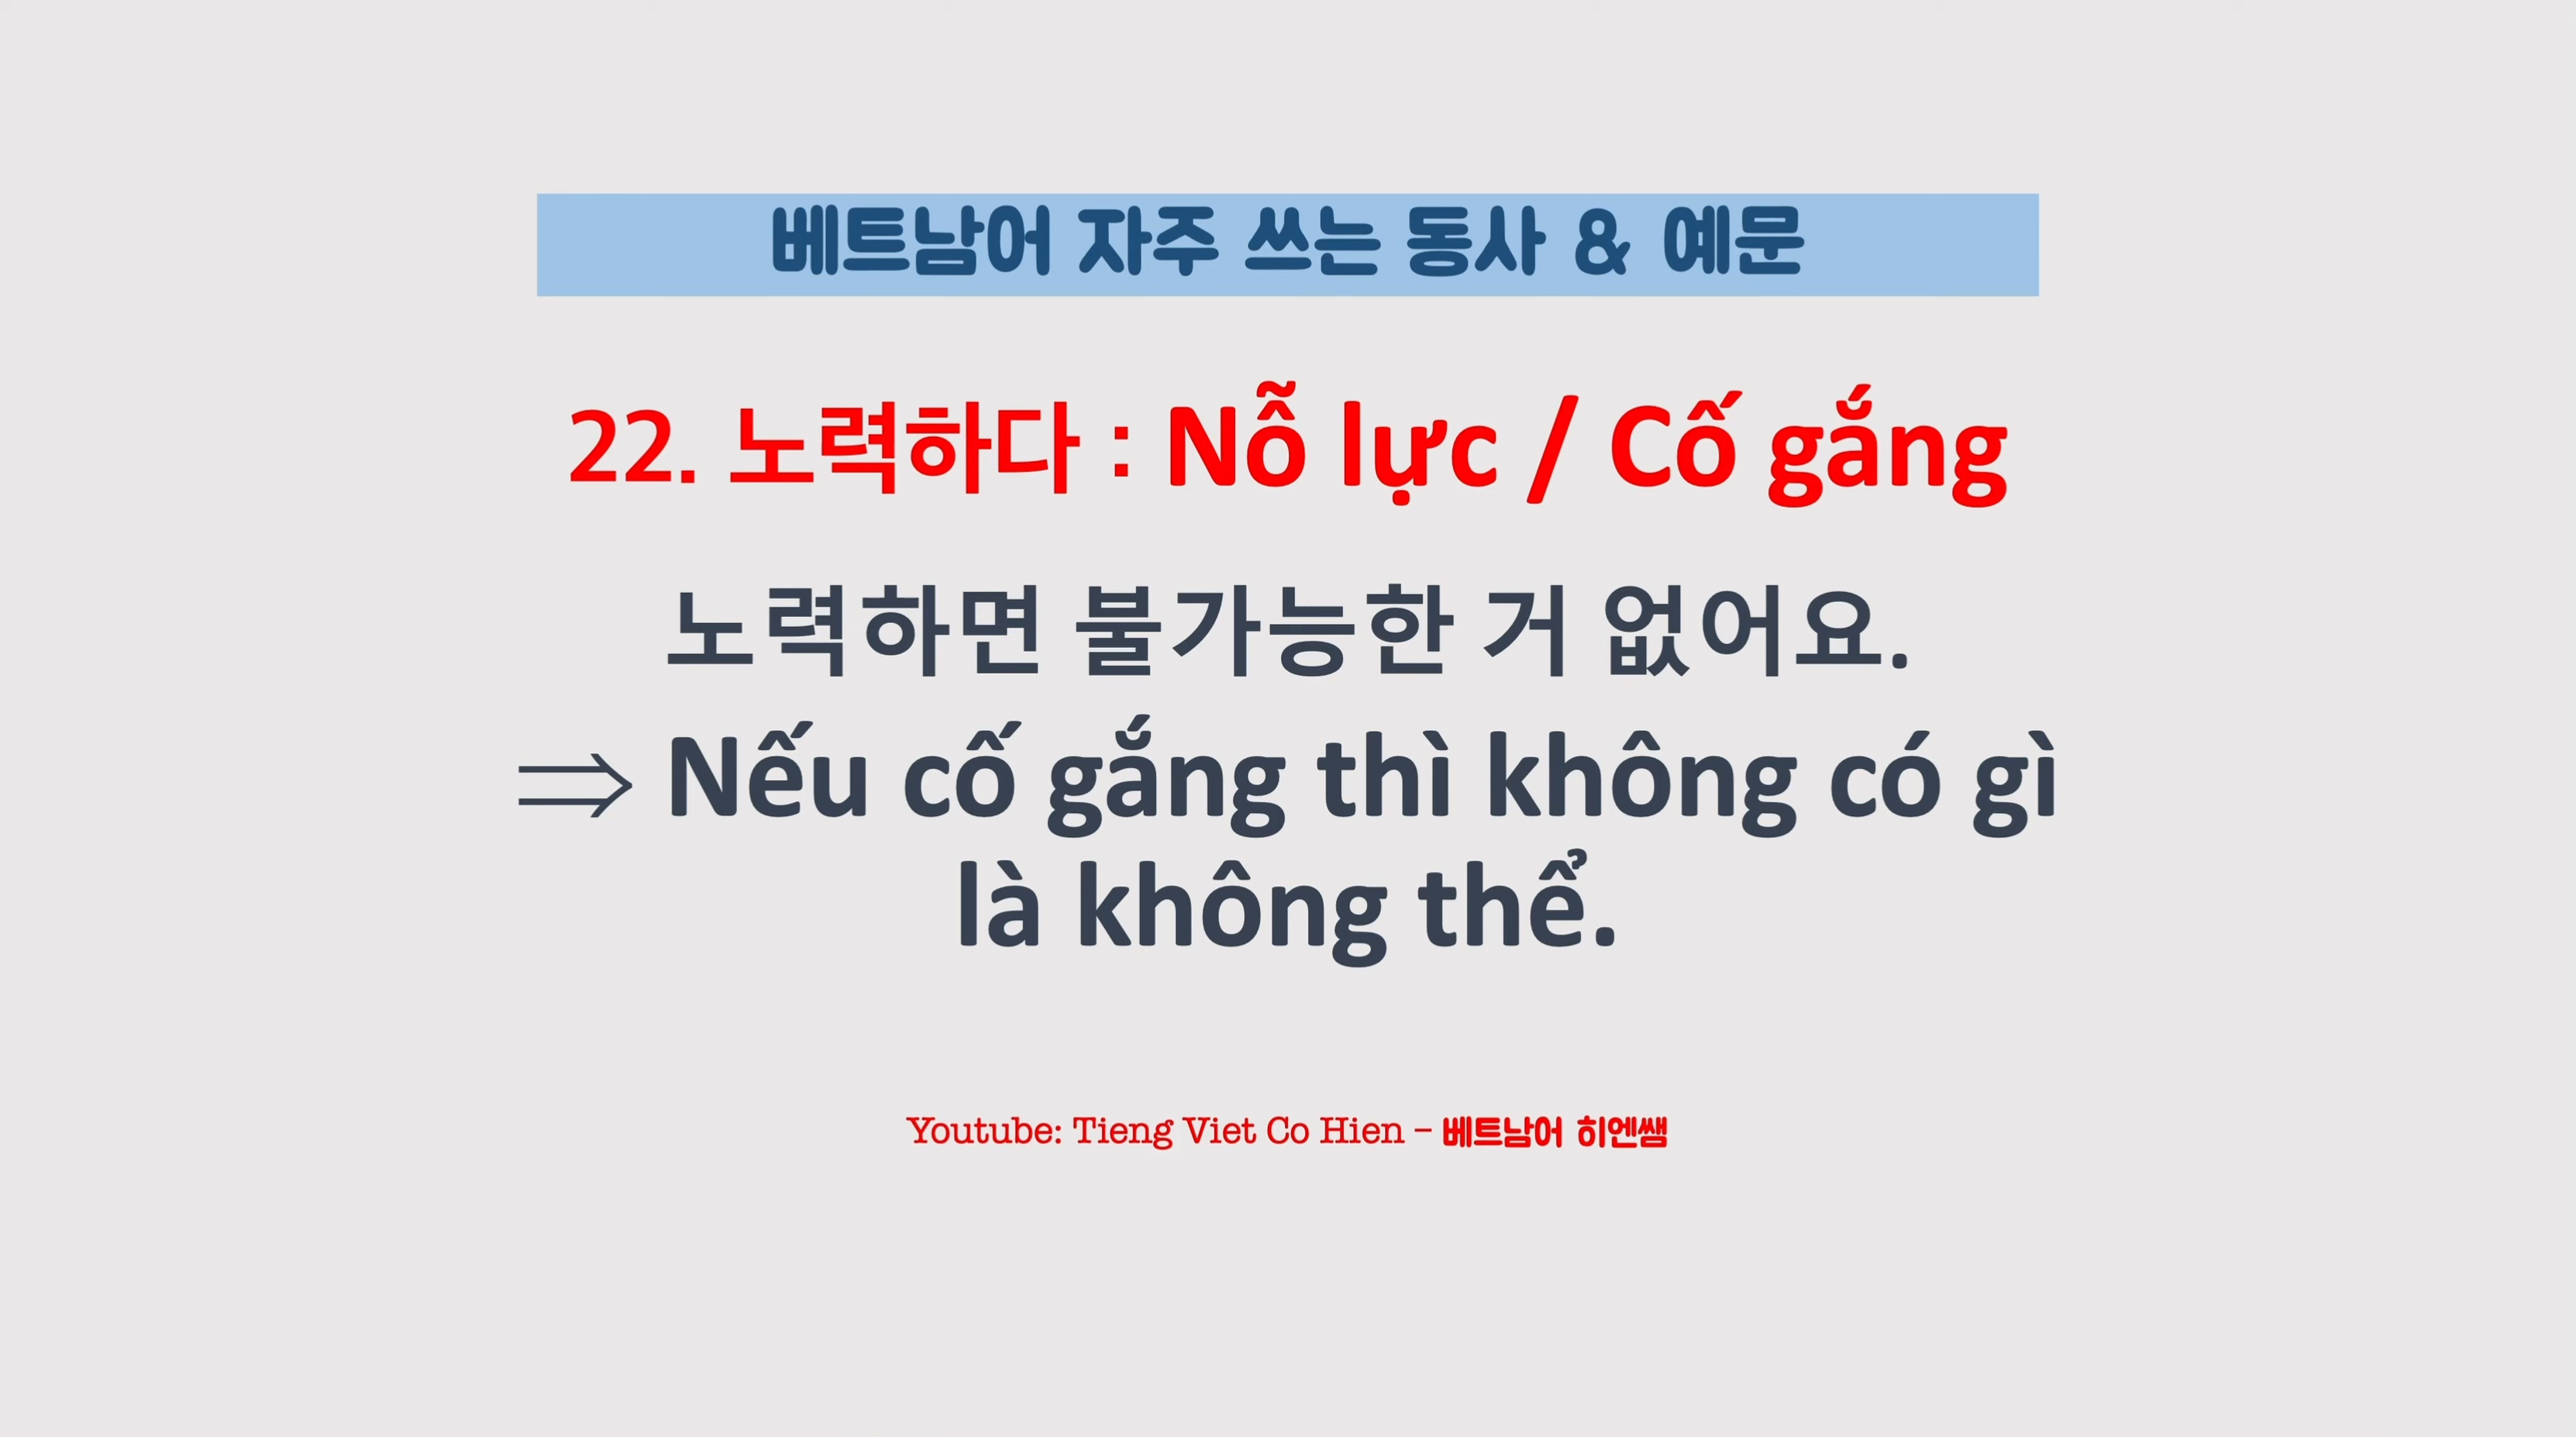 베트남어 자주 쓰는 동사 & 예문
22. 노력하다 : Nỗ lực / Cố gắng
노력하면 불가능한 거 없어요.
⇒ Nếu cố gắng thì không có gì
là không thể.
Youtube: Tieng Viet Co Hien – 베트남어 히엔쌤